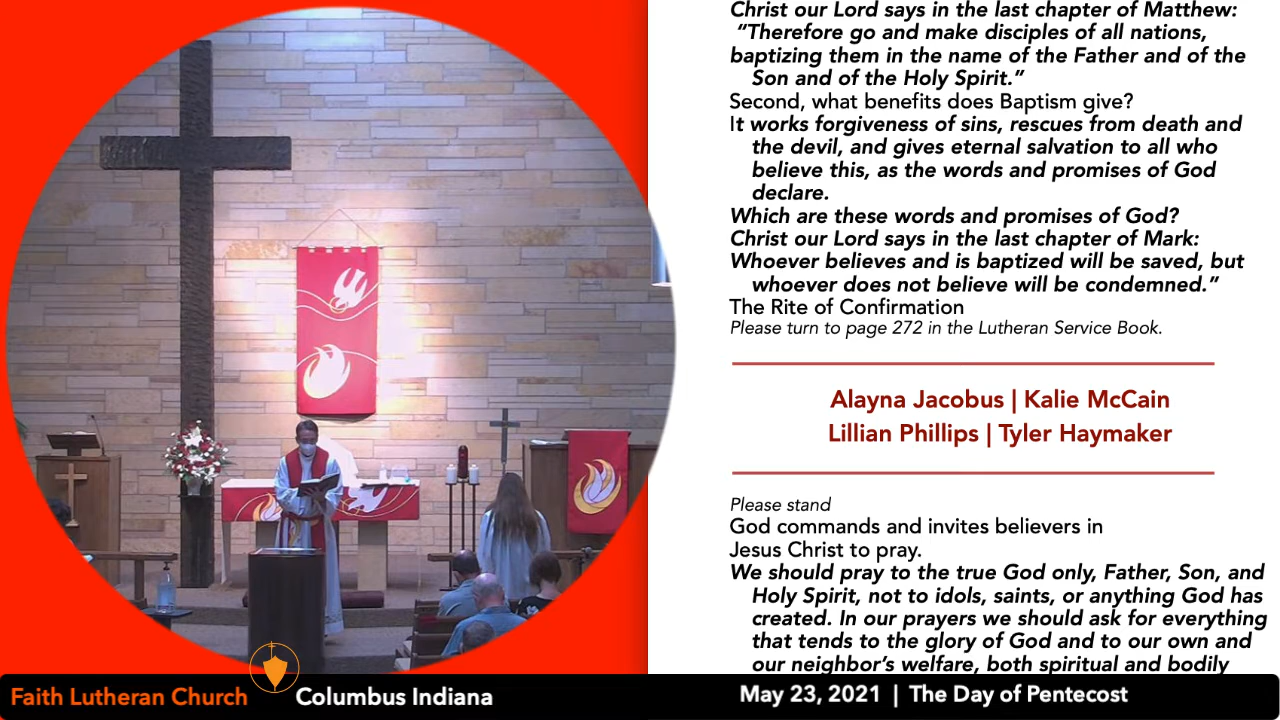 Christ our Lord says in the last chapter of Matthew:
“Therefore go and make disciples of all nations,
baptizing them in the name of the Father and of the
Son and of the Holy Spirit.”
Second, what benefits does Baptism give?
It works forgiveness of sins, rescues from death and
the devil, and gives eternal salvation to all who
believe this, as the words and promises of God
declare.
Which are these words and promises of God?
Christ our Lord says in the last chapter of Mark:
Whoever believes and is baptized will be saved, but
whoever does not believe will be condemned.”
The Rite of Confirmation
Please turn to page 272 in the Lutheran Service Book.
Alayna Jacobus | Kalie McCain
Lillian Phillips | Tyler Haymaker
Please stand
God commands and invites believers in
Jesus Christ to pray.
We should pray to the true God only, Father, Son, and
Holy Spirit, not to idols, saints, or anything God has
created. In our prayers we should ask for everything
that tends to the glory of God and to our own and
our neighbor’s welfare, both spiritual and bodily
Faith Lutheran Church Columbus Indiana
May 23, 2021 | The Day of Pentecost